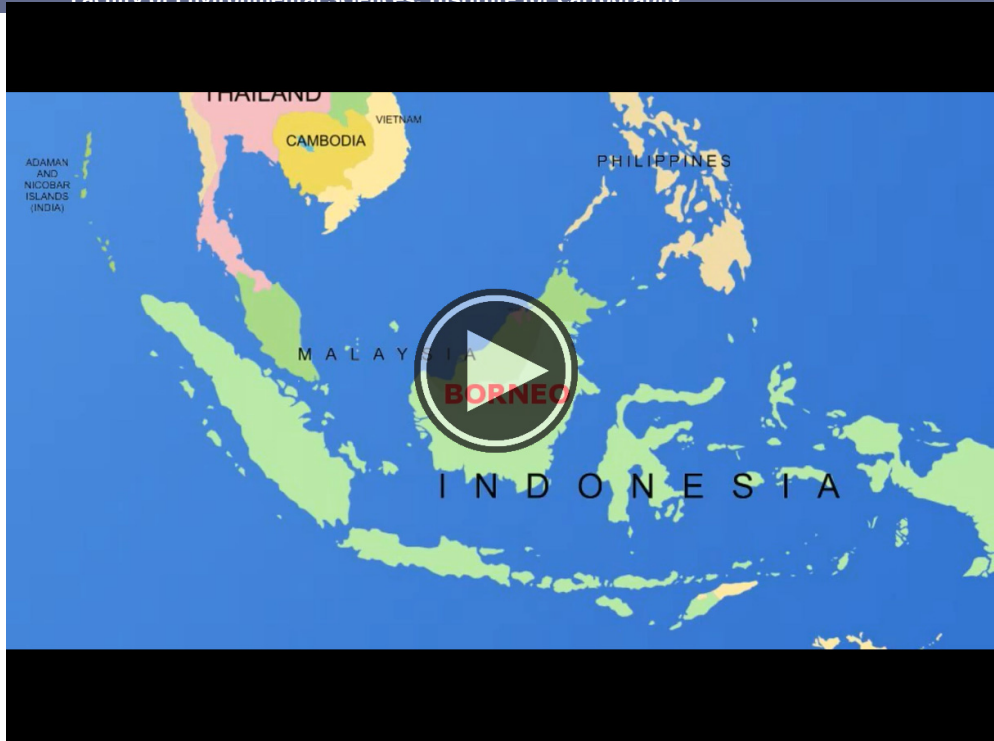 THAILAND
VIETNAM
CAMBODIA
ADAMAN
AND
NICOBAR
ISLANDS
(INDIA)
PHILIPPINES
MALAYSIA
BORNEO
INDONESIA